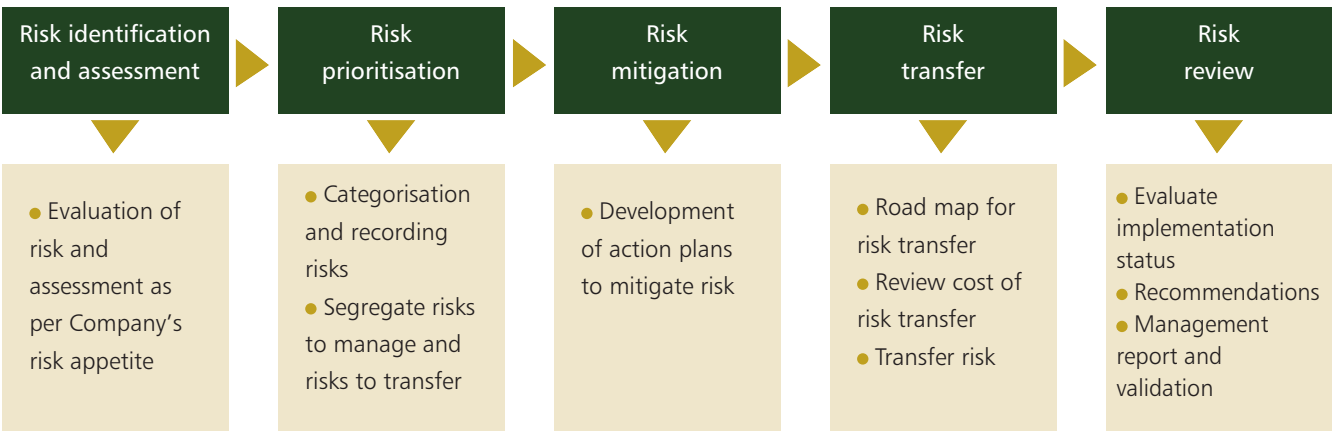 Risk identification
and assessment
Risk
prioritisation
Risk
mitigation
Risk
transfer
Risk
review
● Evaluation of
risk and
assessment as
per Company’s
risk appetite
● Categorisation
and recording
risks
● Segregate risks
to manage and
risks to transfer
● Development
of action plans
to mitigate risk
● Road map for
risk transfer
● Review cost of
risk transfer
● Transfer risk
● Evaluate
implementation
status
● Recommendations
● Management
report and
validation